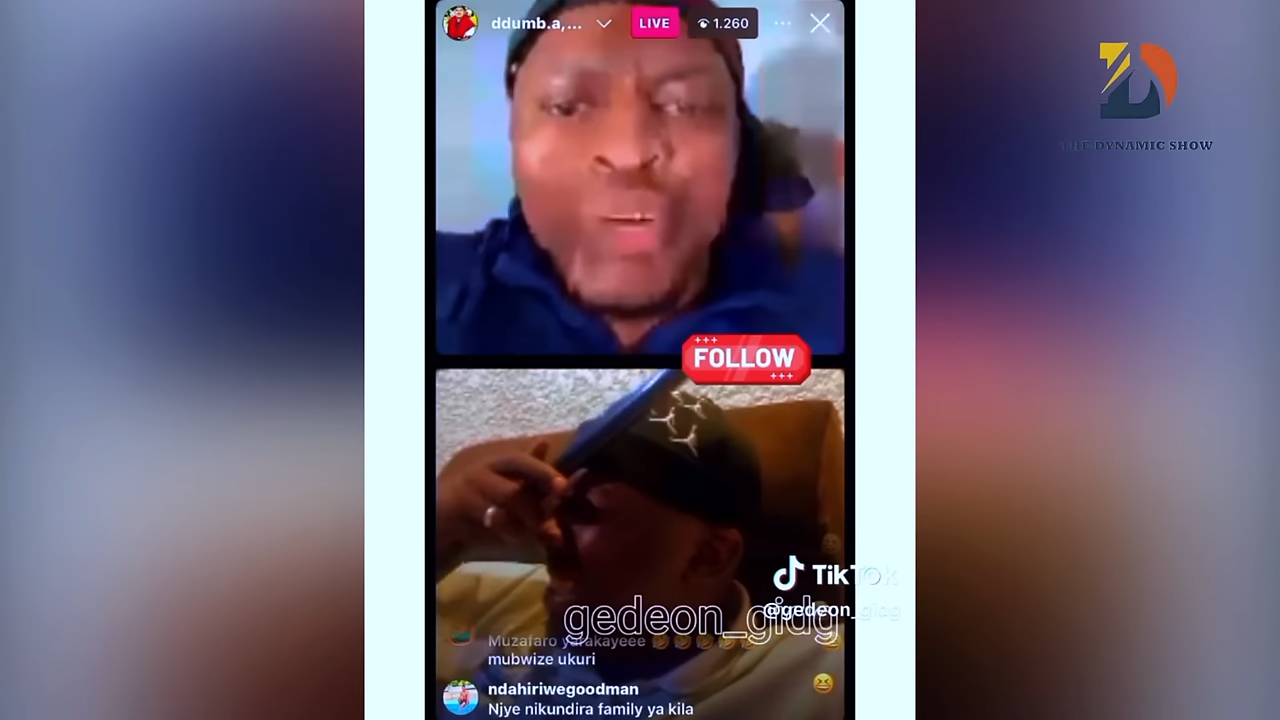 ddumb.a,...
LIVE
1.260
THE DYNAMIC SHOW
FOLLOW
TikTok
@gedeon_gidg
gedeon_gidg
Muzafaro yarakayeee
mubwize ukuri
ndahiriwegoodman
Njye nikundira family ya kila